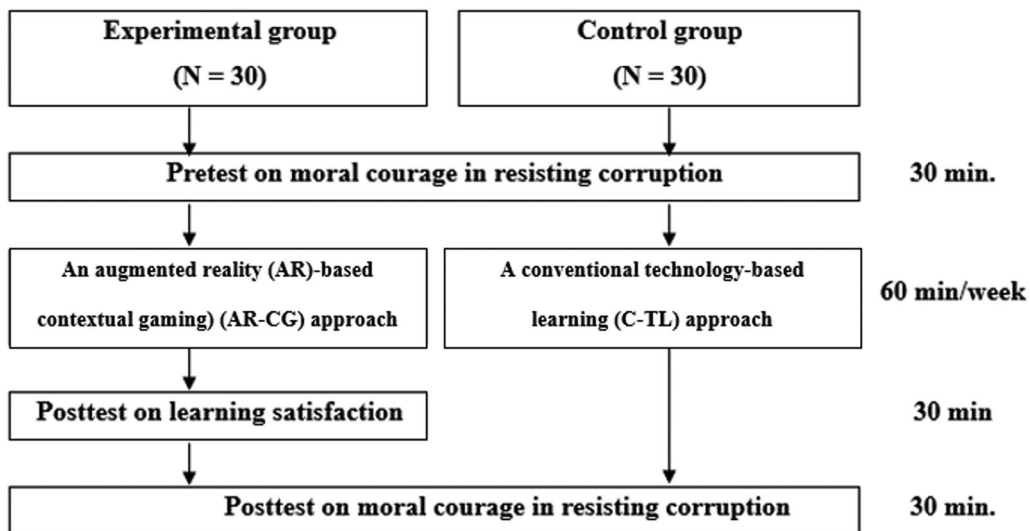 Experimental group
(N = 30)
Control group
(N = 30)
Pretest on moral courage in resisting corruption
30 min.
An augmented reality (AR)-based
contextual gaming) (AR-CG) approach
A conventional technology-based
learning (C-TL) approach
60 min/week
Posttest on learning satisfaction
30 min
Posttest on moral courage in resisting corruption
30 min.